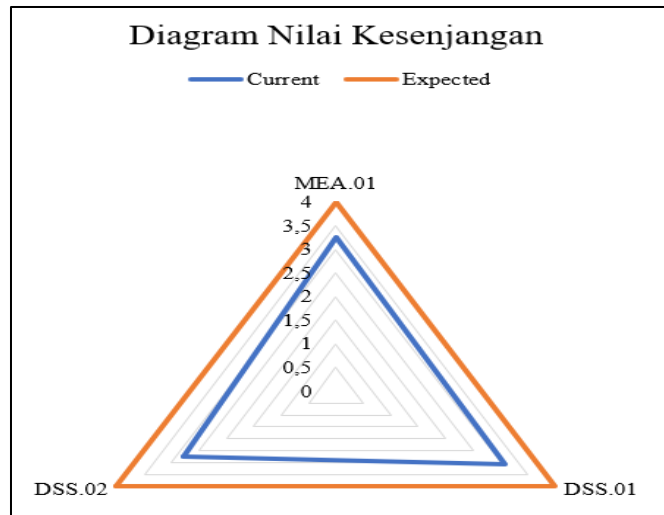 Diagram Nilai Kesenjangan
Current Expected
MEA.01
4
3,5
3
2,5
2
1,5
1
0,5
0
DSS.02 DSS.01